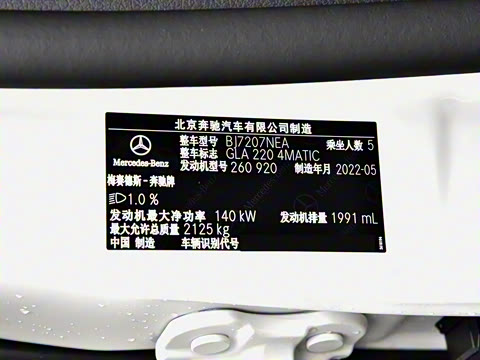 北京奔驰汽车有限公司制造
整车型号 BJ7207NEA 乘坐人数 5
整车标志 GLA 220 4MATIC
Mercedes-Benz
发动机型号 260 920 制造年月 2022-05
梅赛德斯-奔驰牌
1.0 %
发动机最大净功率 140 kW 发动机排量 1991 mL
最大允许总质量 2125 kg
中国 制造 车辆识别代号